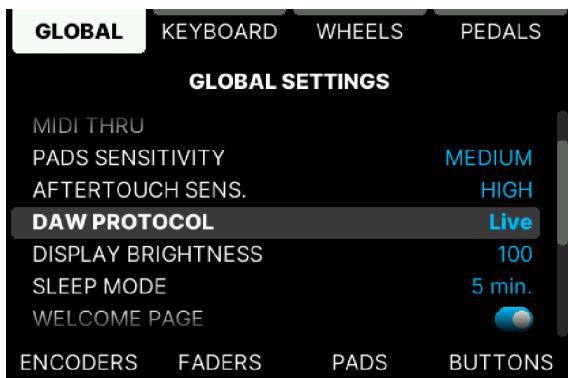 GLOBAL KEYBOARD WHEELS PEDALS
GLOBAL SETTINGS
MIDI THRU
PADS SENSITIVITY MEDIUM
AFTERTOUCH SENS. HIGH
DAW PROTOCOL Live
DISPLAY BRIGHTNESS 100
SLEEP MODE 5 min.
WELCOME PAGE
ENCODERS FADERS PADS BUTTONS